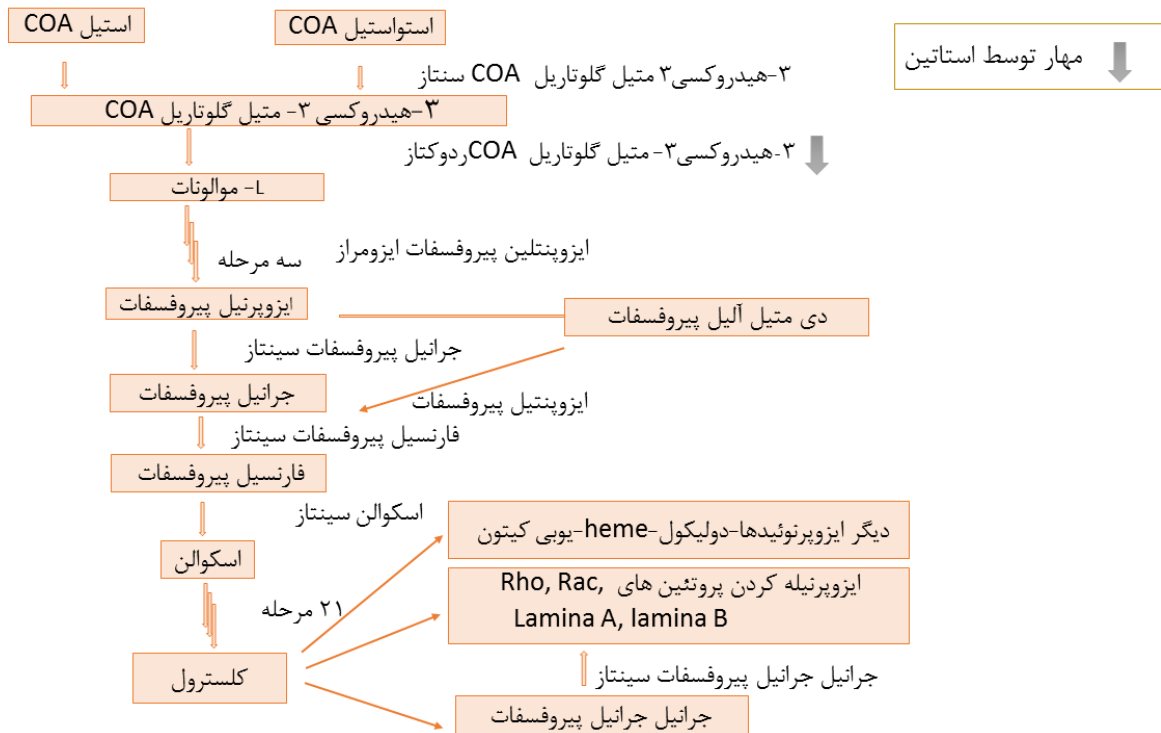 استیل COA
استواستیل COA
مهار توسط استاتین
۳-هیدروکسی۳ متیل گلوتاریل COA سنتاز
۳-هیدروکسی ۳- متیل گلوتاریل COA
۳-هیدروکسی۳- متیل گلوتاریل COAردوکتاز
L- موالونات
ایزوپنتلین پیروفسفات ایزومراز
سه مرحله
ایزوپرنیل پیروفسفات
دی متیل آلیل پیروفسفات
جرانیل پیروفسفات سینتاز
جرانیل پیروفسفات
ایزوپنتیل پیروفسفات
فارنسیل پیروفسفات سینتاز
فارنسیل پیروفسفات
اسکوالن سینتاز
دیگر ایزوپرنوئیدها-دولیکول-heme-یوبی کیتون
اسکوالن
ایزوپرنیله کردن پروتئین های Rho, Rac,
Lamina A, lamina B
۲۱ مرحله
کلسترول
جرانیل جرانیل پیروفسفات سینتاز
جرانیل جرانیل پیروفسفات